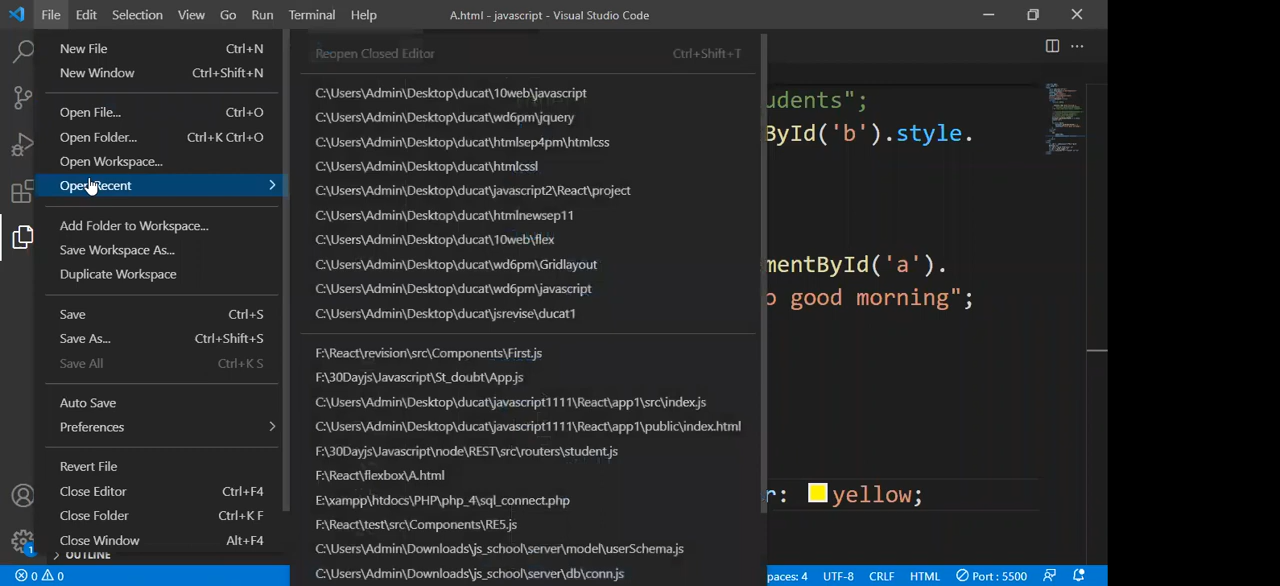 File Edit Selection View Go Run Terminal Help A.html - javascript - Visual Studio Code
New File Ctrl+N
New Window Ctrl+Shift+N
Open File... Ctrl+O
Open Folder... Ctrl+K Ctrl+O
Open Workspace...
Open Recent
Add Folder to Workspace...
Save Workspace As...
Duplicate Workspace
Save Ctrl+S
Save As... Ctrl+Shift+S
Save All Ctrl+K S
Auto Save
Preferences
Revert File
Close Editor Ctrl+F4
Close Folder Ctrl+K F
Close Window Alt+F4
OUTLINE
Reopen Closed Editor Ctrl+Shift+T
C:\Users\Admin\Desktop\ducat\10web\javascript
C:\Users\Admin\Desktop\ducat\wd6pm\jquery
C:\Users\Admin\Desktop\ducat\htmlsep4pm\htmlcss
C:\Users\Admin\Desktop\ducat\htmlcssl
C:\Users\Admin\Desktop\ducat\javascript2\React\project
C:\Users\Admin\Desktop\ducat\htmlnewsep11
C:\Users\Admin\Desktop\ducat\10web\flex
C:\Users\Admin\Desktop\ducat\wd6pm\Gridlayout
C:\Users\Admin\Desktop\ducat\wd6pm\javascript
C:\Users\Admin\Desktop\ducat\jsrevise\ducat1
F:\React\revision\src\Components\First.js
F:\30Dayjs\Javascript\St_doubt\App.js
C:\Users\Admin\Desktop\ducat\javascript1111\React\app1\src\index.js
C:\Users\Admin\Desktop\ducat\javascript1111\React\app1\public\index.html
F:\30Dayjs\Javascript\node\REST\src\routers\student.js
F:\React\flexbox\A.html
E:\xampp\htdocs\PHP\php_4\sql_connect.php
F:\React\test\src\Components\RE5.js
C:\Users\Admin\Downloads\js_school\server\model\userSchema.js
C:\Users\Admin\Downloads\js_school\server\db\conn.js
udents";
ById('b').style.
mentById('a').
o good morning";
r: yellow;
1
0 0 paces: 4 UTF-8 CRLF HTML Port : 5500